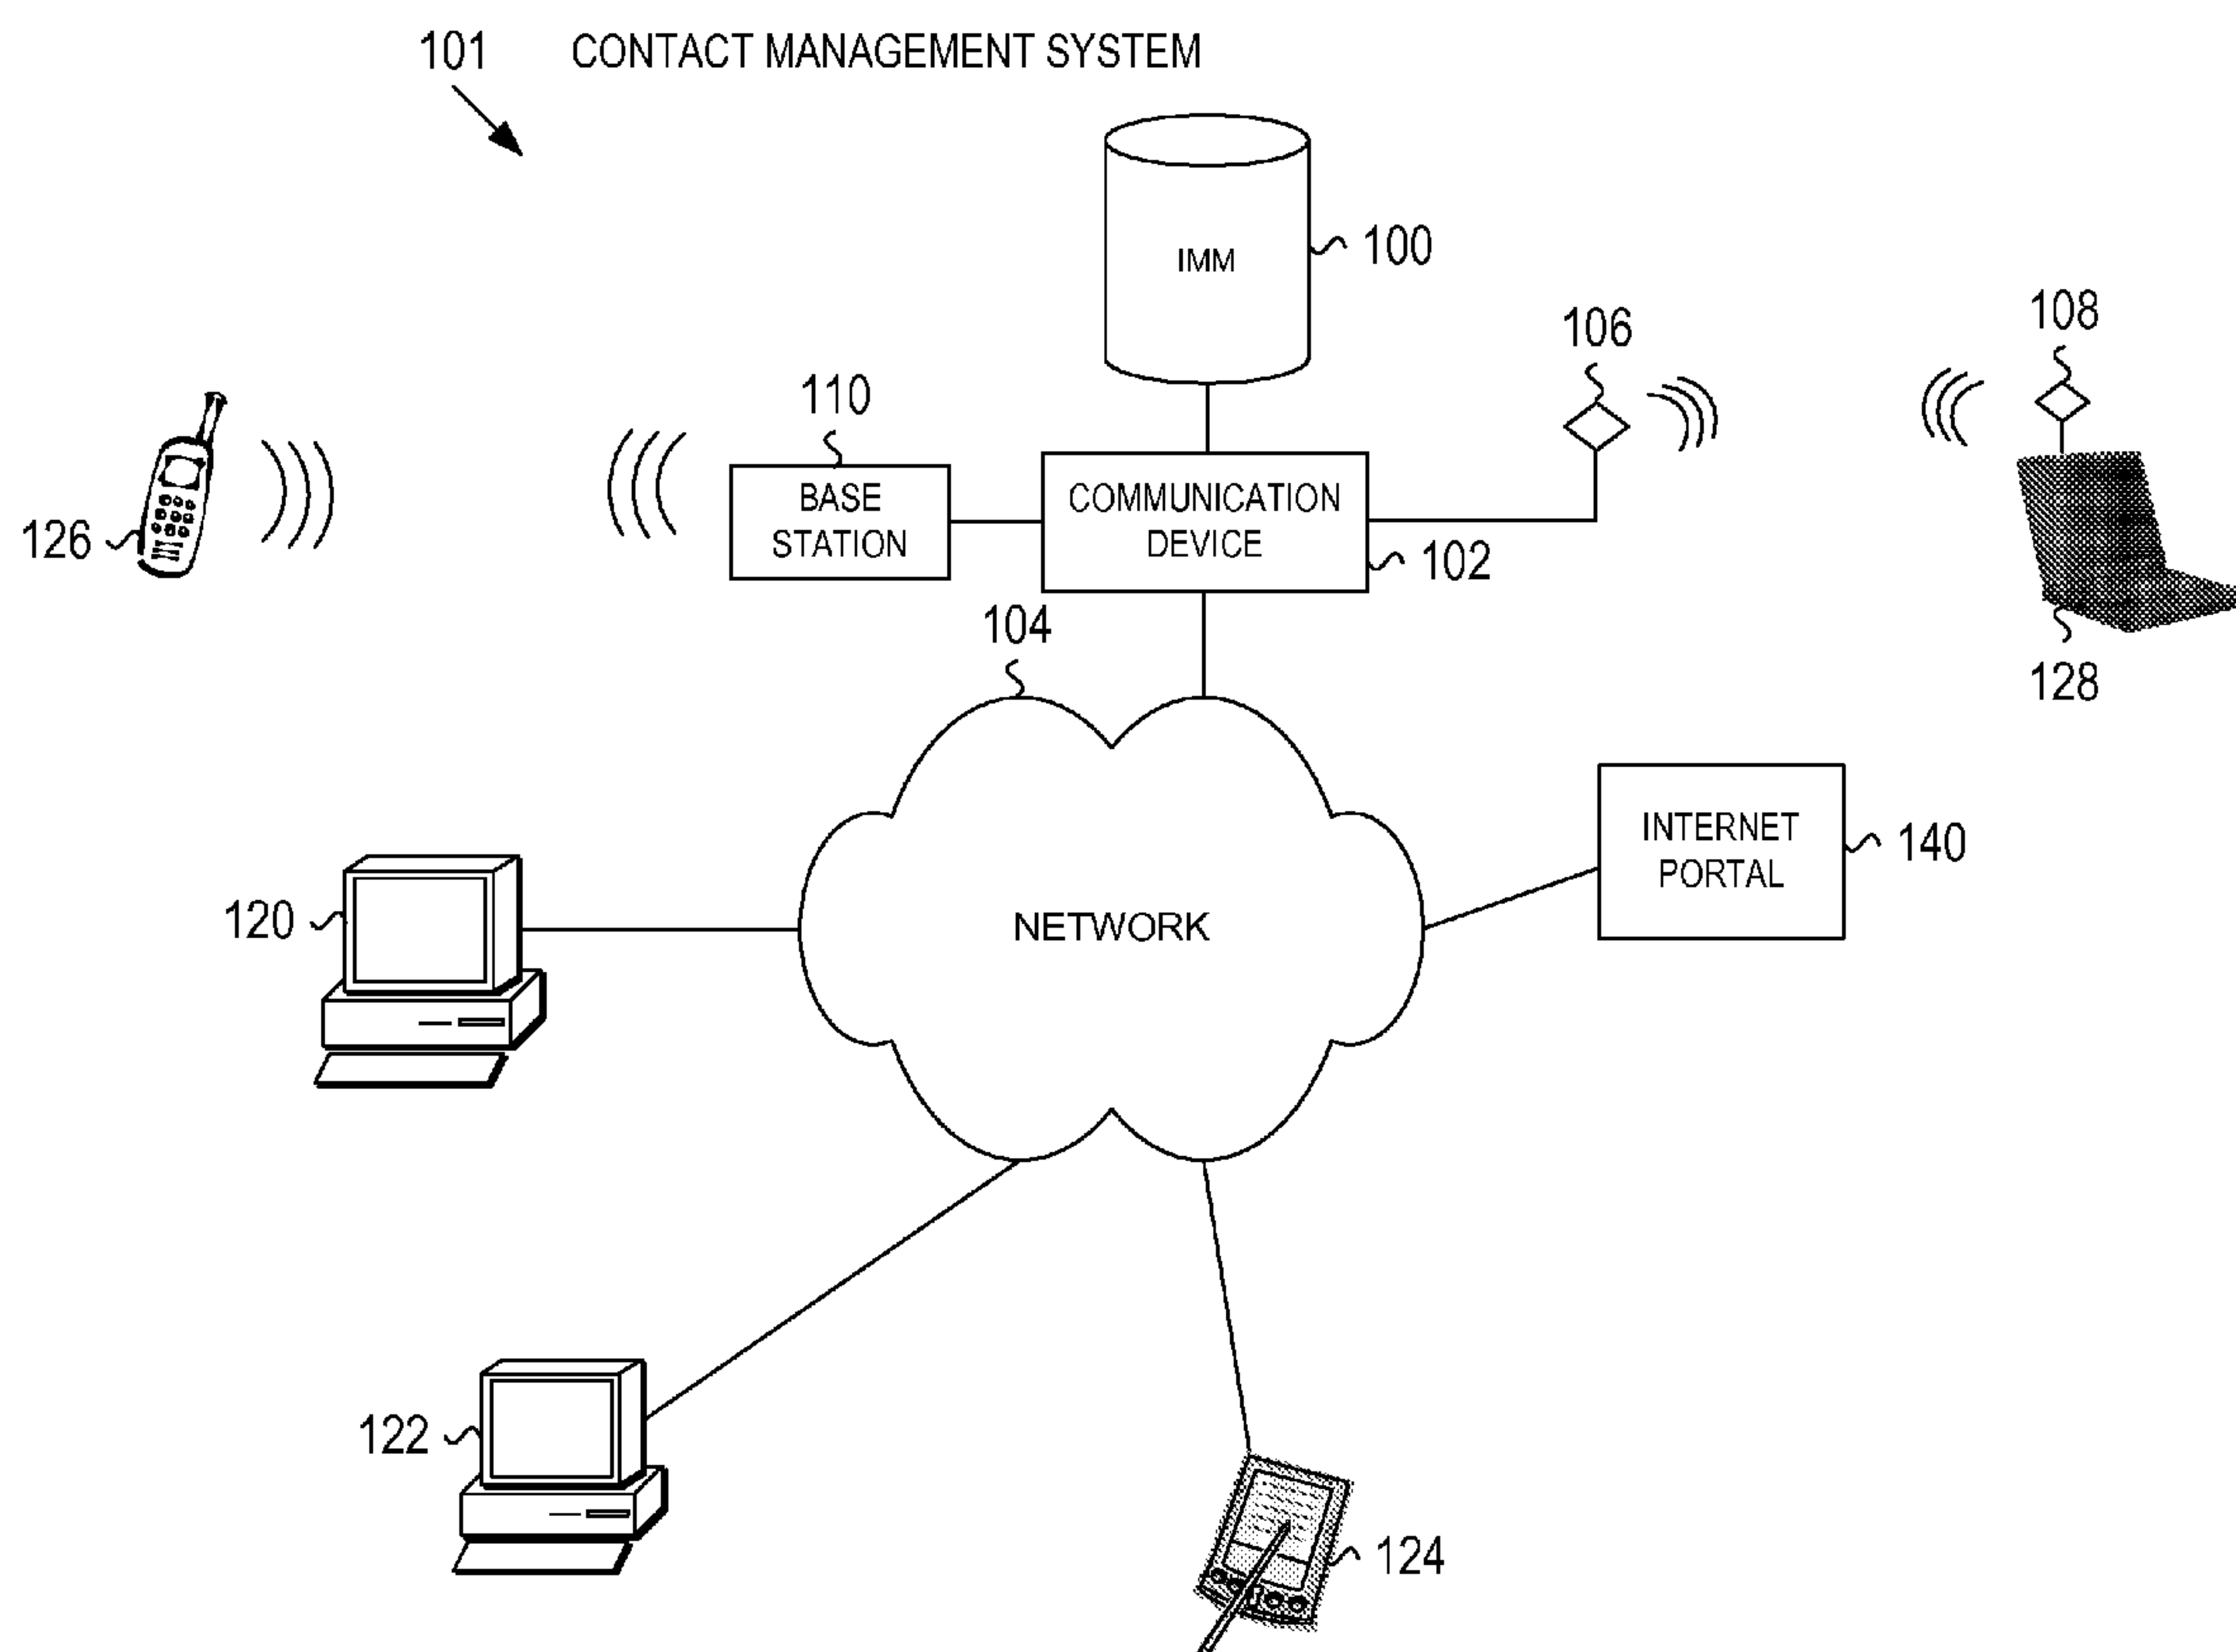 101 CONTACT MANAGEMENT SYSTEM
IMM
100
106
108
110
BASE
STATION
COMMUNICATION
DEVICE
102
126
104
128
INTERNET
PORTAL
140
120
NETWORK
122
124